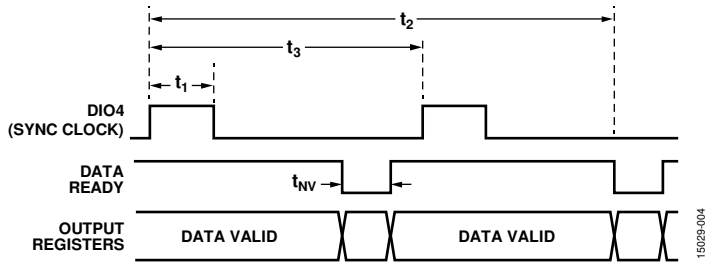 t2
t3
t1
DIO4
(SYNC CLOCK)
DATA
READY
tNV
OUTPUT
REGISTERS
DATA VALID
DATA VALID
15029-004